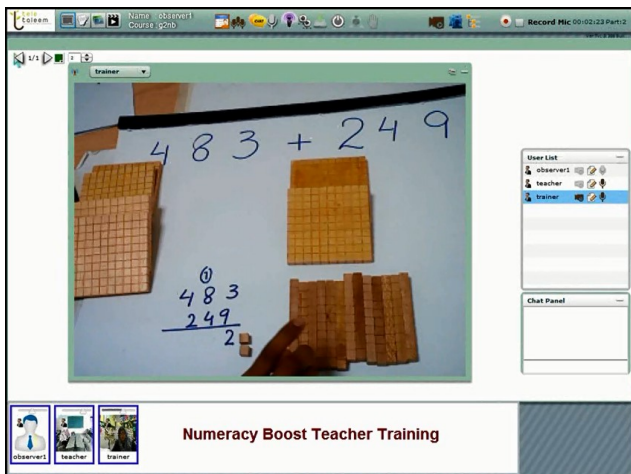 tele
taleem
Name : observer1
Course : g2nb
Record Mic 00:02:23 Part:2
1/1
trainer
483 + 249
①
483
249
2
User List
observer1
teacher
trainer
Chat Panel
observer1
teacher
trainer
Numeracy Boost Teacher Training